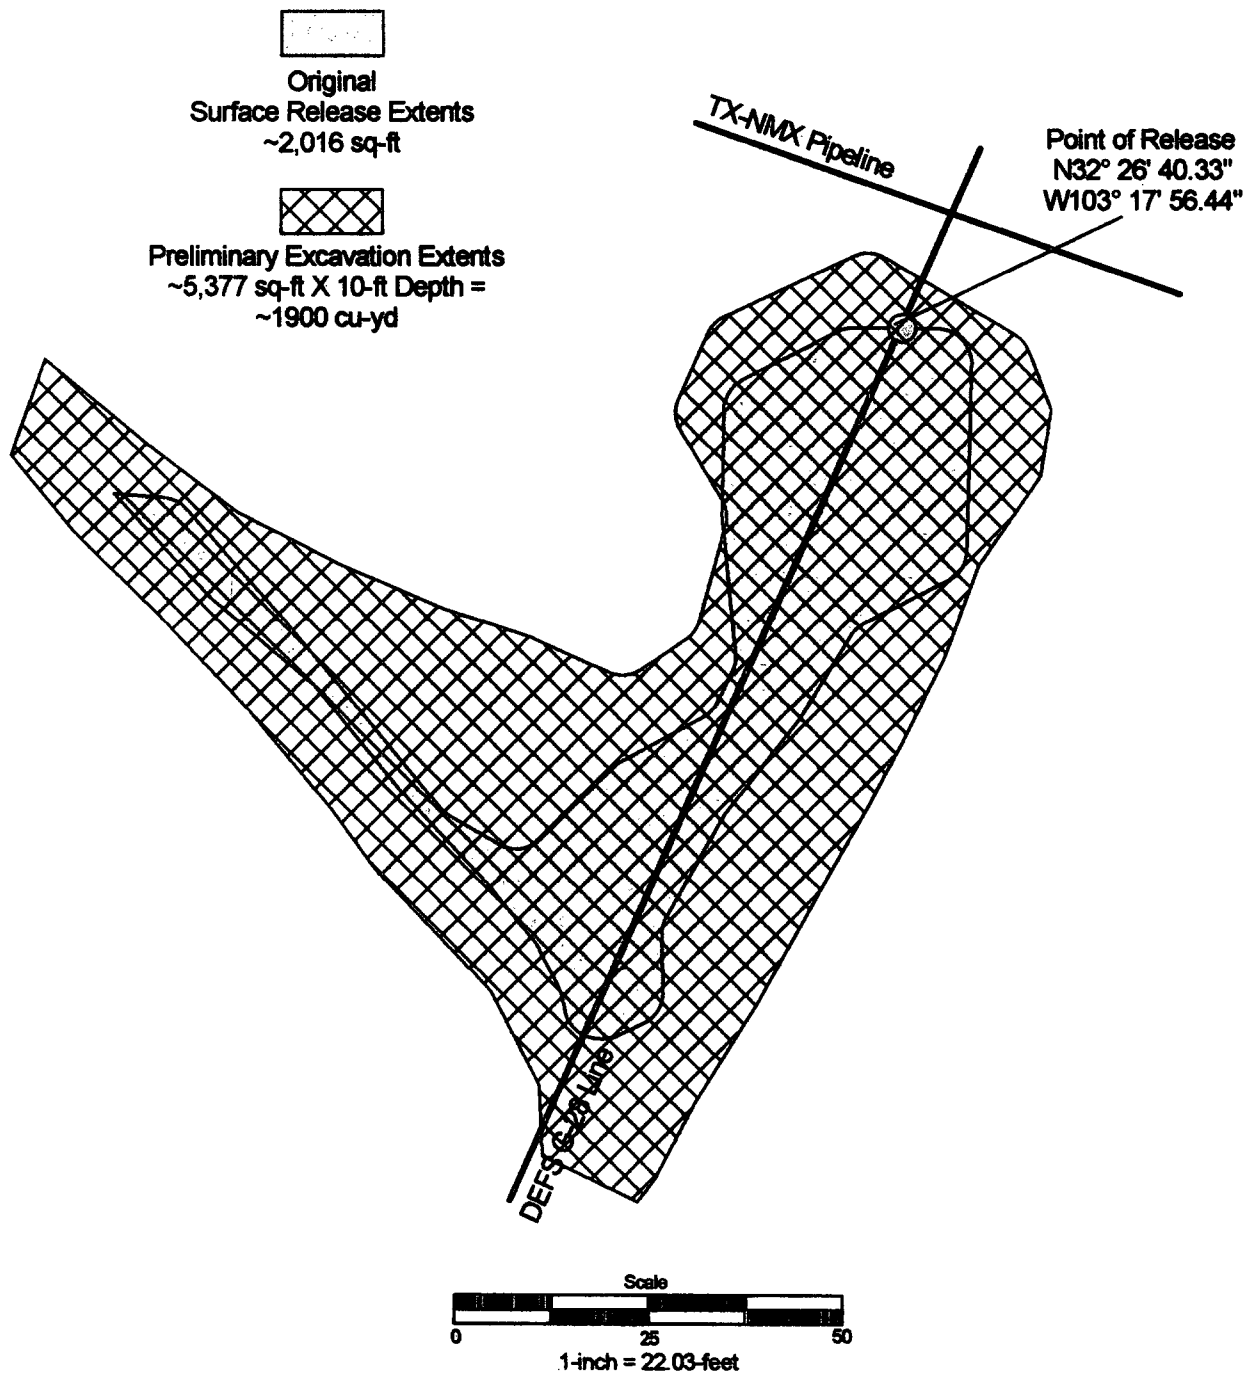 Original
Surface Release Extents
~2,016 sq-ft
Preliminary Excavation Extents
~5,377 sq-ft X 10-ft Depth =
~1900 cu-yd
TX-NMX Pipeline
Point of Release
N32° 26' 40.33"
W103° 17' 56.44"
DEFS G-28 Line
Scale
0 25 50
1-inch = 22.03-feet